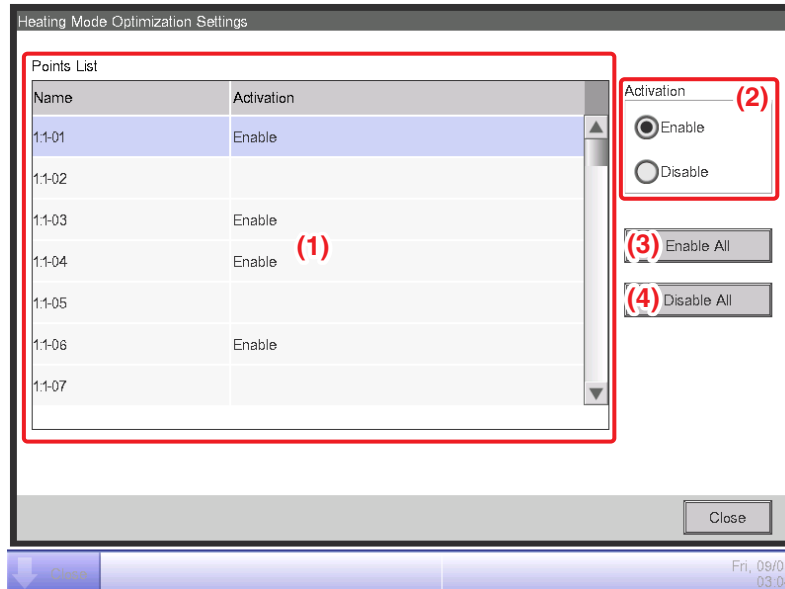 Heating Mode Optimization Settings
Points List
Name Activation
1:1-01 Enable
1:1-02
1:1-03 Enable
1:1-04 Enable
1:1-05
1:1-06 Enable
1:1-07
(1)
Activation (2)
Enable
Disable
(3) Enable All
(4) Disable All
Close
Close
Fri, 09/0
03:0